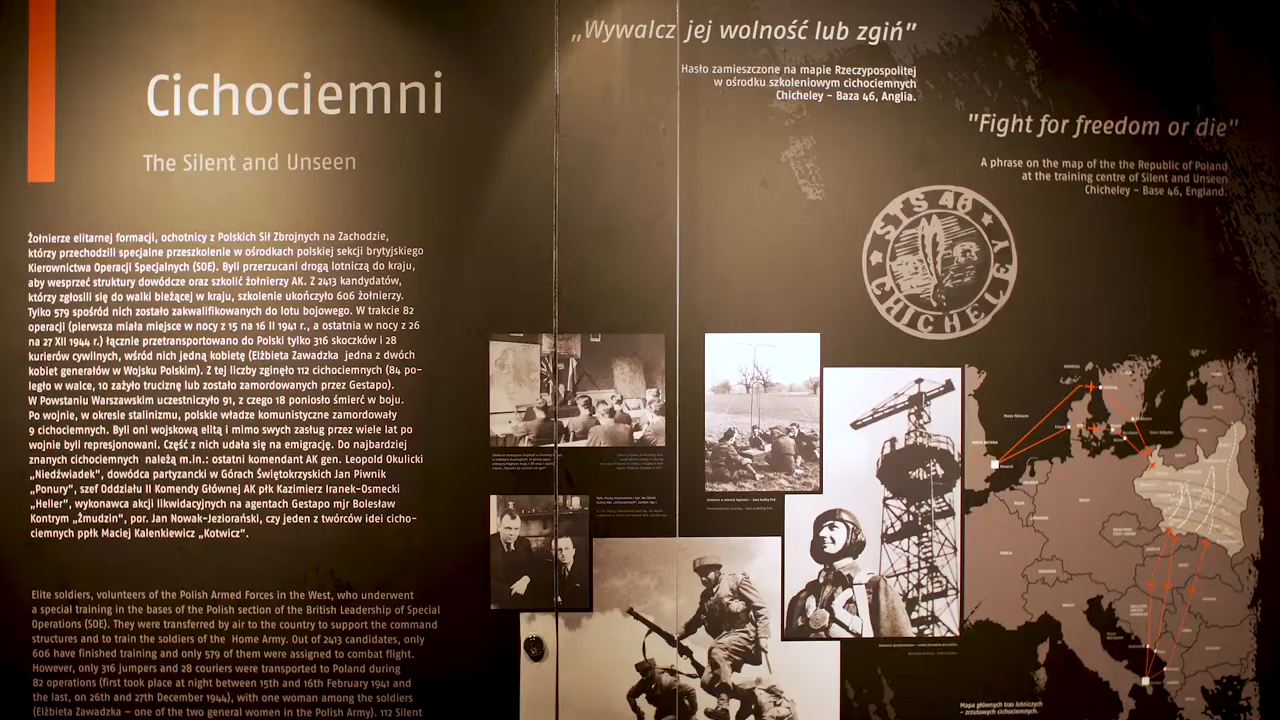 Cichociemni
The Silent and Unseen
Żołnierze elitarnej formacji, ochotnicy z Polskich Sił Zbrojnych na Zachodzie,
którzy przechodzili specjalne przeszkolenie w ośrodkach polskiej sekcji brytyjskiego
Kierownictwa Operacji Specjalnych (SOE). Byli przerzucani drogą lotniczą do kraju,
aby wesprzeć struktury dowódcze oraz szkolić żołnierzy AK. Z 2413 kandydatów,
którzy zgłosili się do walki bieżącej w kraju, szkolenie ukończyło 606 żołnierzy.
Tylko 579 spośród nich zostało zakwalifikowanych do lotu bojowego. W trakcie 82
operacji (pierwsza miała miejsce w nocy z 15 na 16 II 1941 r., a ostatnia w nocy z 26
na 27 XII 1944 r.) łącznie przetransportowano do Polski tylko 316 skoczków i 28
kurierów cywilnych, wśród nich jedną kobietę (Elżbieta Zawadzka jedna z dwóch
kobiet generałów w Wojsku Polskim). Z tej liczby zginęło 112 cichociemnych (84 po-
legło w walce, 10 zażyło truciznę lub zostało zamordowanych przez Gestapo).
W Powstaniu Warszawskim uczestniczyło 91, z czego 18 poniosło śmierć w boju.
Po wojnie, w okresie stalinizmu, polskie władze komunistyczne zamordowały
9 cichociemnych. Byli oni wojskową elitą i mimo swych zasług przez wiele lat po
wojnie byli represjonowani. Część z nich udała się na emigrację. Do najbardziej
znanych cichociemnych należą m.in.: ostatni komendant AK gen. Leopold Okulicki
„Niedźwiadek”, dowódca partyzancki w Górach Świętokrzyskich Jan Piwnik
„Ponury”, szef Oddziału II Komendy Głównej AK płk Kazimierz Iranek-Osmecki
„Heller”, wykonawca akcji likwidacyjnych na agentach Gestapo mjr Bolesław
Kontrym „Żmudzin”, por. Jan Nowak-Jeziorański, czy jeden z twórców idei cicho-
ciemnych ppłk Maciej Kalenkiewicz „Kotwicz”.
Elite soldiers, volunteers of the Polish Armed Forces in the West, who underwent
a special training in the bases of the Polish section of the British Leadership of Special
Operations (SOE). They were transferred by air to the country to support the command
structures and to train the soldiers of the Home Army. Out of 2413 candidates, only
606 have finished training and only 579 of them were assigned to combat flight.
However, only 316 jumpers and 28 couriers were transported to Poland during
82 operations (first took place at night between 15th and 16th February 1941 and
the last, on 26th and 27th December 1944), with one woman among the soldiers
(Elżbieta Zawadzka – one of the two general women in the Polish Army). 112 Silent
„Wywalcz jej wolność lub zgiń”
Hasło zamieszczone na mapie Rzeczypospolitej
w ośrodku szkoleniowym cichociemnych
Chicheley – Baza 46, Anglia.
"Fight for freedom or die"
A phrase on the map of the the Republic of Poland
at the training centre of Silent and Unseen
Chicheley – Base 46, England.
STS 46
CHICHELEY
Mapa głównych tras lotniczych
– zrzutowych cichociemnych.